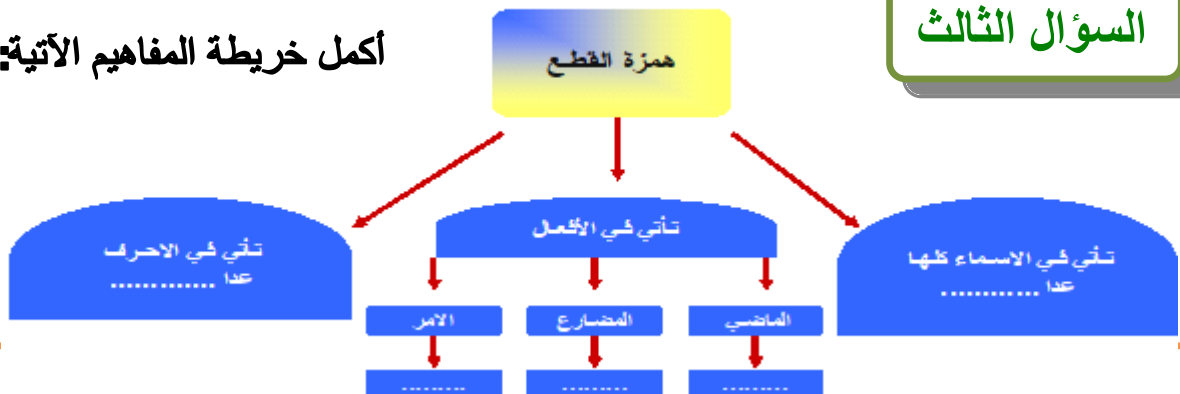 السؤال الثالث
أكمل خريطة المفاهيم الآتية:
همزة القطع
تأتي في الاسماء كلها
عدا ............
تأتي في الأفعال
تأتي في الاحرف
عدا .............
الماضي
المضارع
الامر
.........
.........
.........